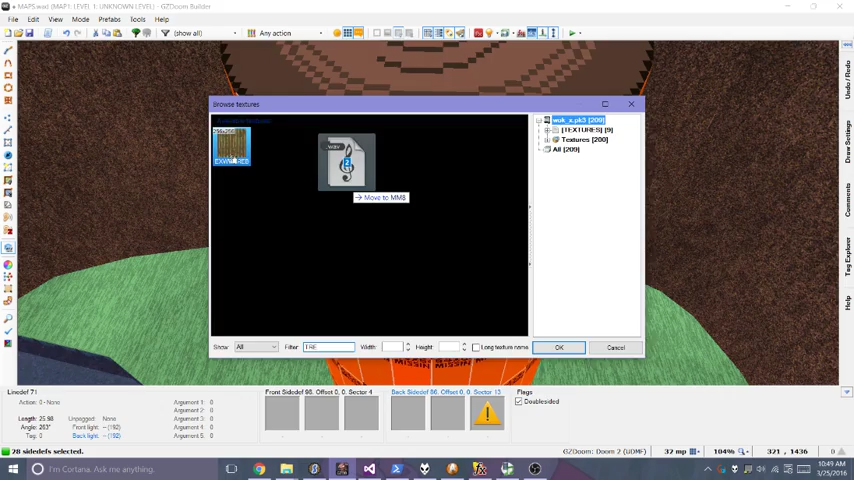 MAPS.wad (MAP1: LEVEL 1: UNKNOWN LEVEL) - GZDoom Builder
File Edit View Mode Prefabs Tools Help
(show all) Any action
Browse textures
256x256
wav
2
Move to MM8
wok_x.pk3 [209]
[TEXTURES] [9]
Textures [200]
All [209]
Show: All Filter: TRE Width: Height: Long texture name OK Cancel
Undo / Redo
Draw Settings
Comments
Tag Explorer
Help
Linedef 71
Action: 0 - None
Length: 25.98 Unpegged: None
Angle: 263° Front light: -- (192)
Tag: 0 Back light: -- (192)
Argument 1: 0
Argument 2: 0
Argument 3: 0
Argument 4: 0
Argument 5: 0
Front Sidedef 98. Offset 0, 0. Sector 4
Back Sidedef 86. Offset 0, 0. Sector 13
Flags
Doublesided
28 sidedefs selected. GZDoom: Doom 2 (UDMF) 32 mp 104% 321 , 1436
I'm Cortana. Ask me anything.
10:49 AM
3/25/2016